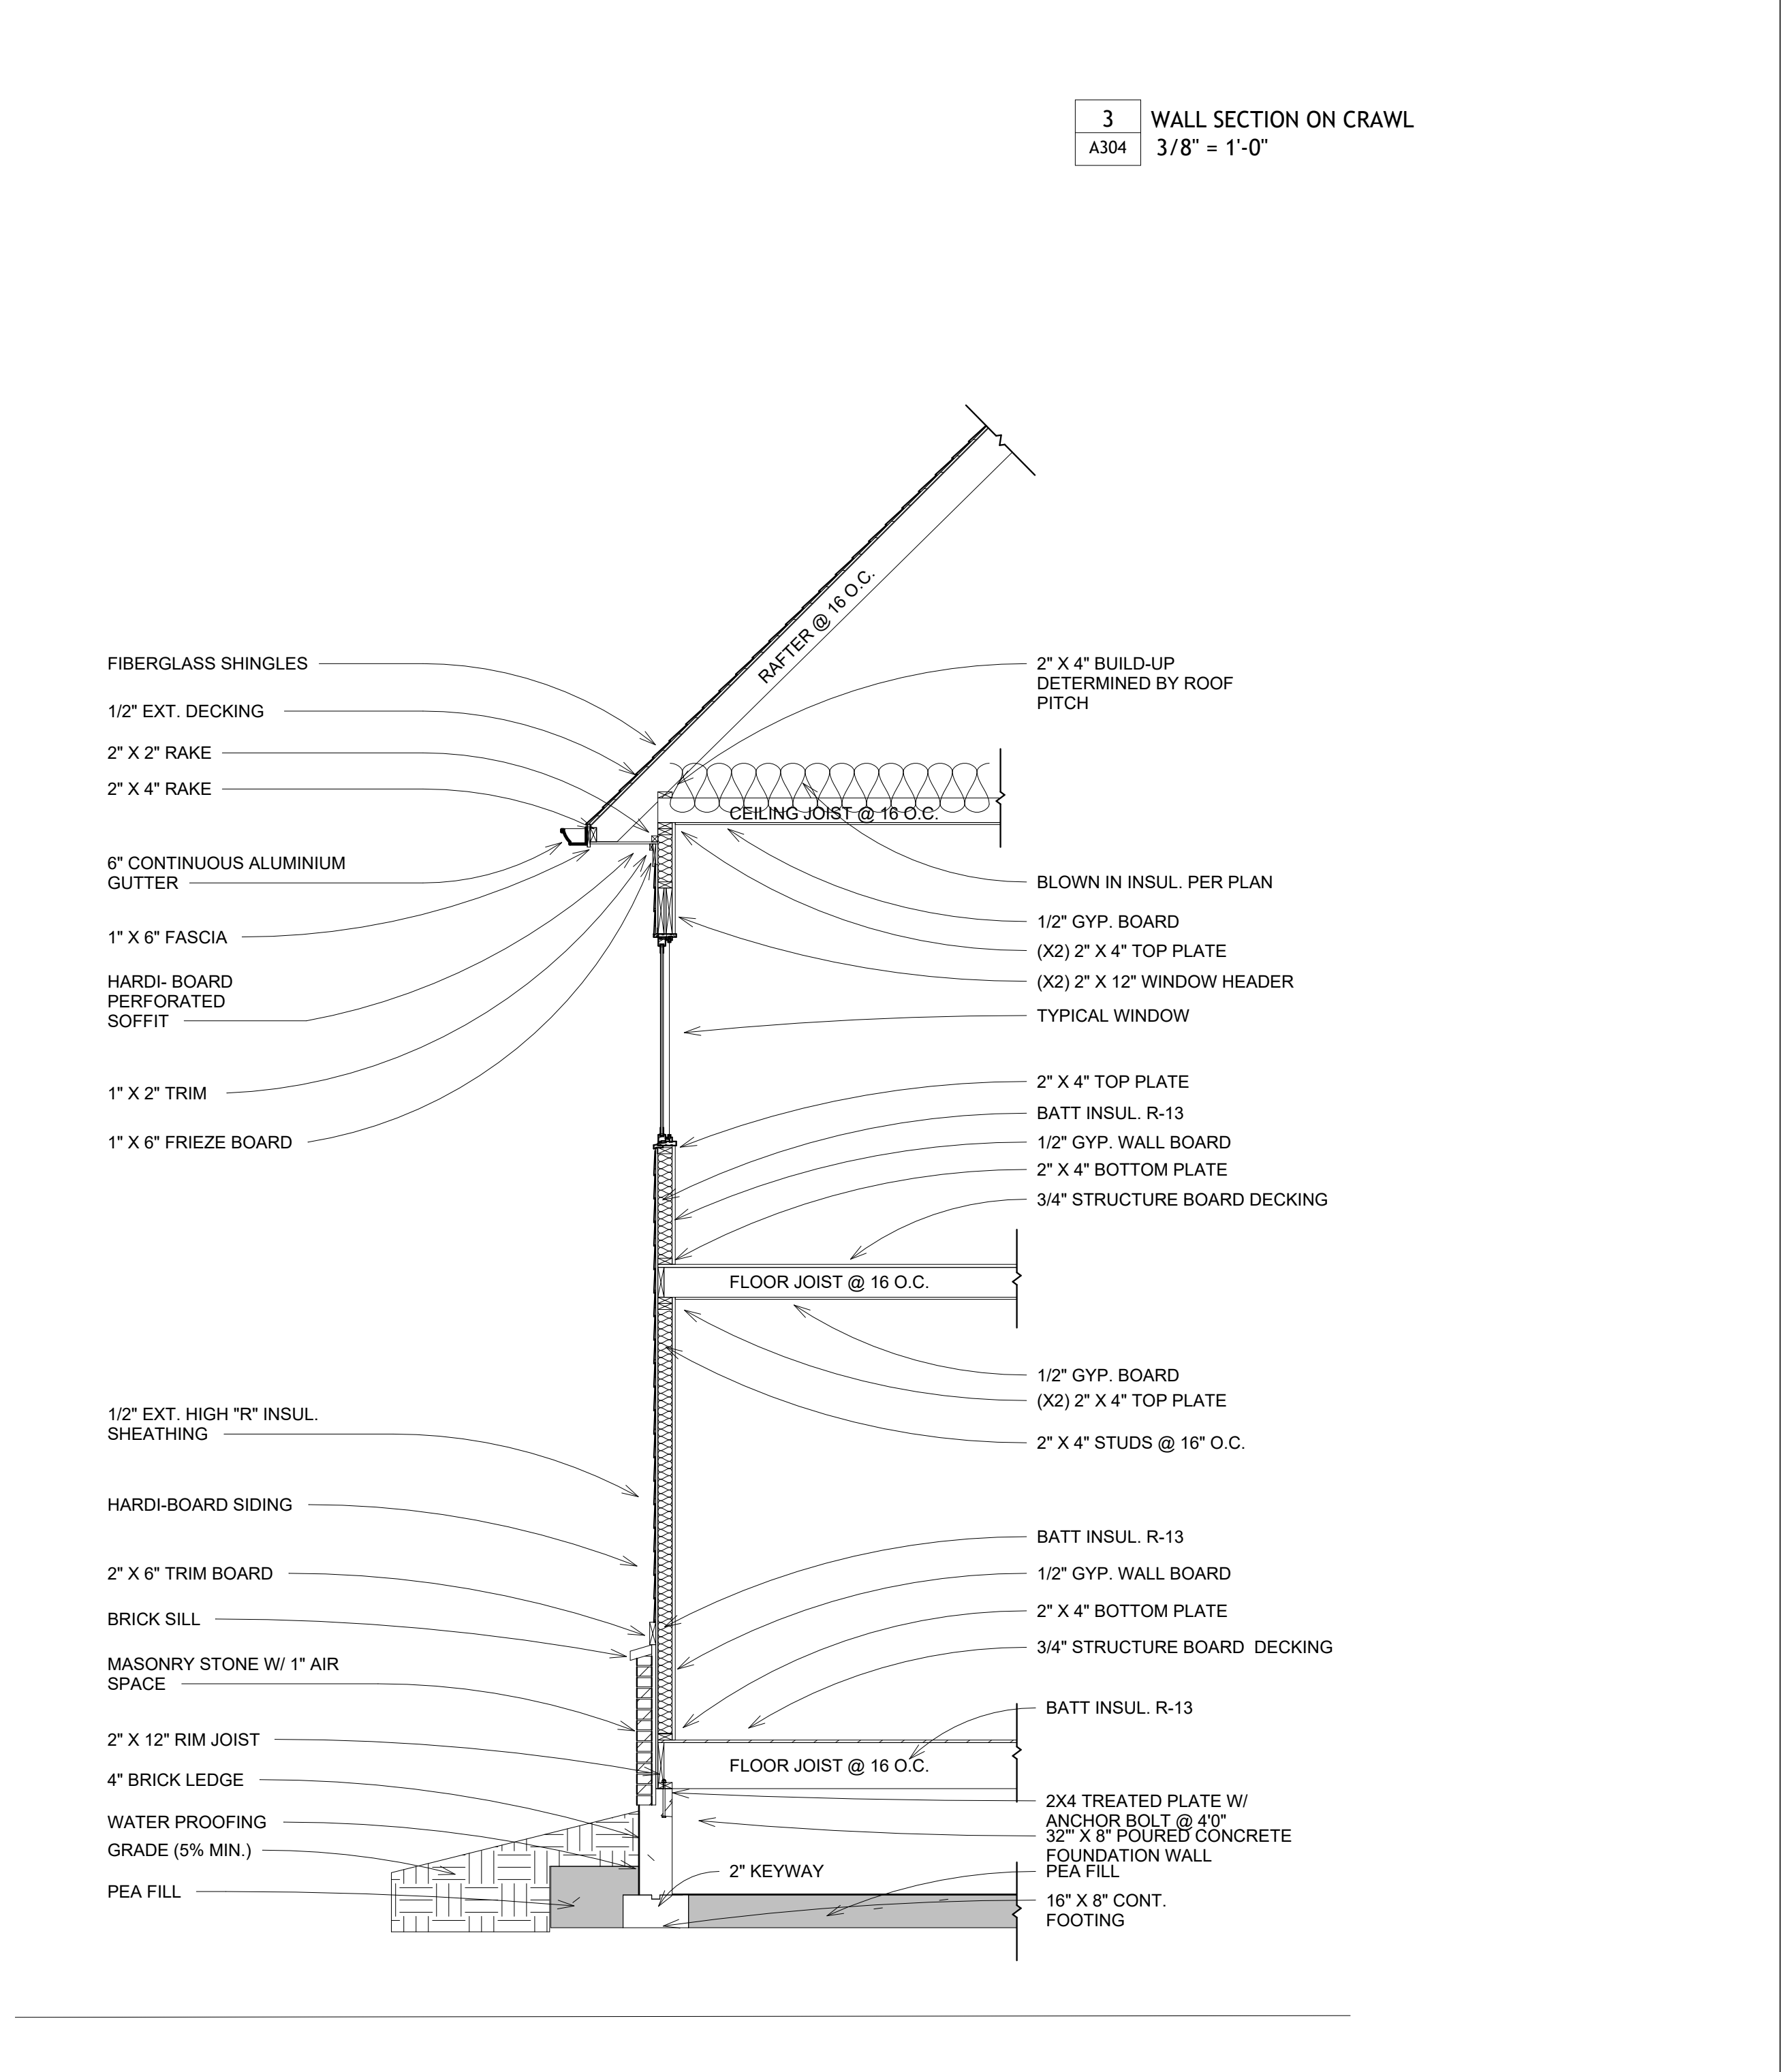 3
WALL SECTION ON CRAWL
A304
3/8" = 1'-0"
RAFTER @ 16 O.C.
FIBERGLASS SHINGLES
1/2" EXT. DECKING
2" X 2" RAKE
2" X 4" RAKE
6" CONTINUOUS ALUMINIUM
GUTTER
1" X 6" FASCIA
HARDI- BOARD
PERFORATED
SOFFIT
1" X 2" TRIM
1" X 6" FRIEZE BOARD
2" X 4" BUILD-UP
DETERMINED BY ROOF
PITCH
CEILING JOIST @ 16 O.C.
BLOWN IN INSUL. PER PLAN
1/2" GYP. BOARD
(X2) 2" X 4" TOP PLATE
(X2) 2" X 12" WINDOW HEADER
TYPICAL WINDOW
2" X 4" TOP PLATE
BATT INSUL. R-13
1/2" GYP. WALL BOARD
2" X 4" BOTTOM PLATE
3/4" STRUCTURE BOARD DECKING
FLOOR JOIST @ 16 O.C.
1/2" GYP. BOARD
(X2) 2" X 4" TOP PLATE
2" X 4" STUDS @ 16" O.C.
1/2" EXT. HIGH "R" INSUL.
SHEATHING
HARDI-BOARD SIDING
2" X 6" TRIM BOARD
BRICK SILL
MASONRY STONE W/ 1" AIR
SPACE
2" X 12" RIM JOIST
4" BRICK LEDGE
WATER PROOFING
GRADE (5% MIN.)
PEA FILL
BATT INSUL. R-13
1/2" GYP. WALL BOARD
2" X 4" BOTTOM PLATE
3/4" STRUCTURE BOARD  DECKING
BATT INSUL. R-13
FLOOR JOIST @ 16 O.C.
2X4 TREATED PLATE W/
ANCHOR BOLT @ 4'0"
32"' X 8" POURED CONCRETE
FOUNDATION WALL
2" KEYWAY
PEA FILL
16" X 8" CONT.
FOOTING